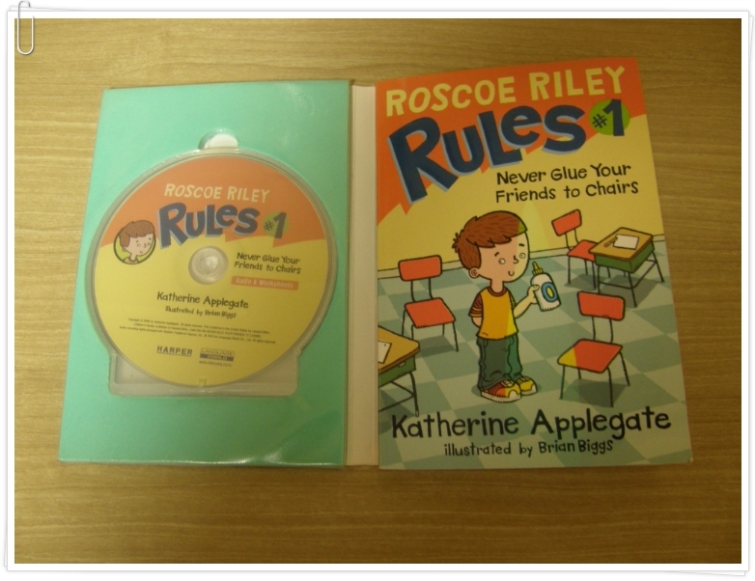 ROSCOE RILEY
RULES #1
Never Glue Your
Friends to Chairs
Katherine Applegate
Illustrated by Brian Biggs
HARPER
ROSCOE RILEY
RULES #1
Never Glue Your
Friends to Chairs
Katherine Applegate
illustrated by Brian Biggs